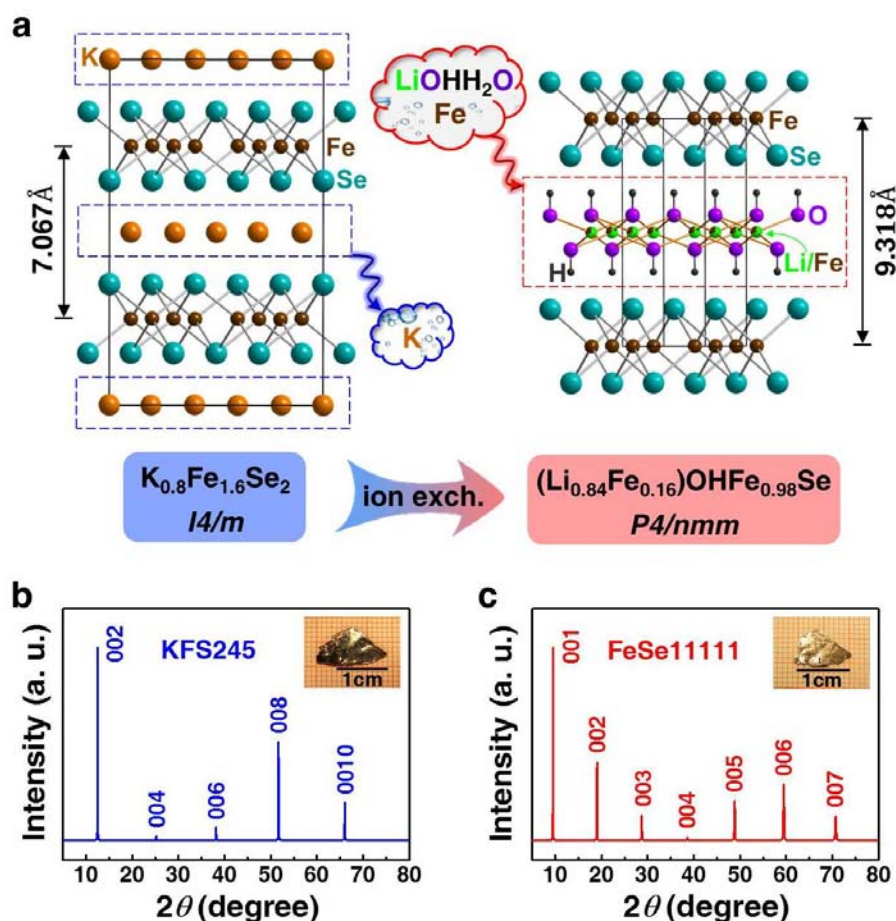 a
K
Fe
Se
7.067Å
K
LiOHH₂O
Fe
Fe
Se
O
Li/Fe
H
9.318Å
K₀.₈Fe₁.₆Se₂
I4/m
ion exch.
(Li₀.₈₄Fe₀.₁₆)OHFe₀.₉₈Se
P4/nmm
b
Intensity (a. u.)
KFS245
1cm
002
004
006
008
0010
10 20 30 40 50 60 70 80
2θ (degree)
c
Intensity (a. u.)
FeSe11111
1cm
001
002
003
004
005
006
007
10 20 30 40 50 60 70 80
2θ (degree)